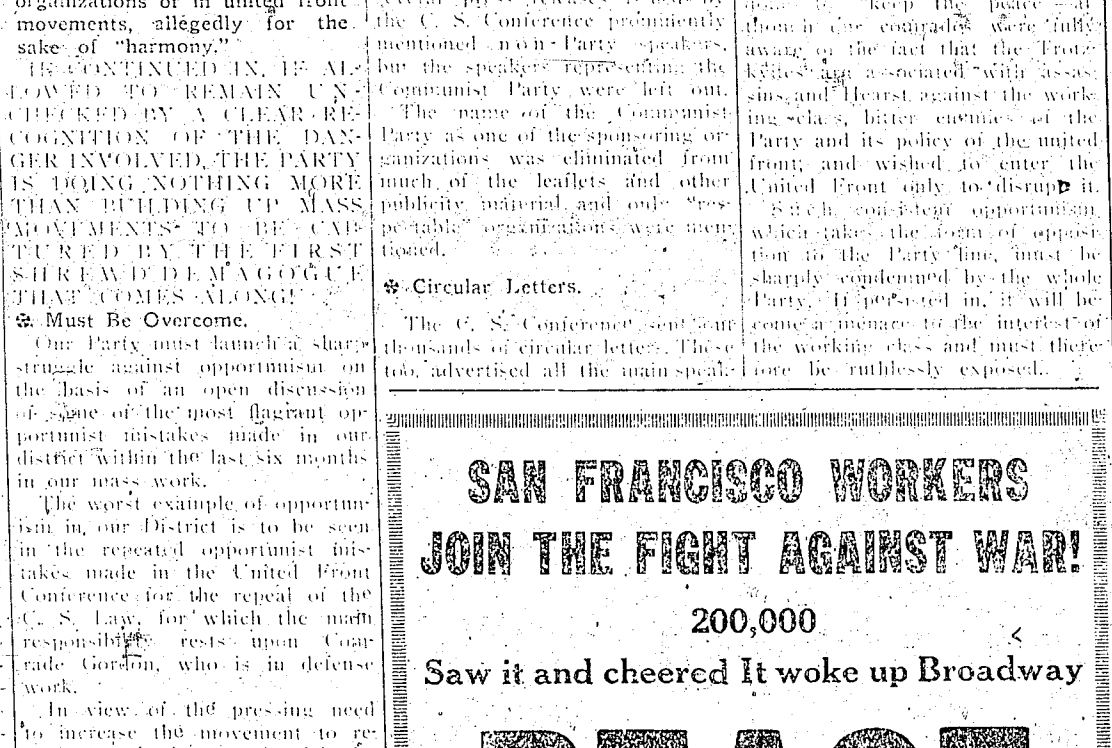 organizations or in united front
movements, allegedly for the
sake of "harmony."
IF CONTINUED IN, IF AL-
LOWED TO REMAIN UN-
CHECKED BY A CLEAR RE-
COGNITION OF THE DAN-
GER INVOLVED, THE PARTY
IS DOING NOTHING MORE
THAN BUILDING UP MASS
MOVEMENTS TO BE CAP-
TURED BY THE FIRST
SHREWD DEMAGOGUE
THAT COMES ALONG!
Must Be Overcome.
Our Party must launch a sharp
struggle against opportunism on
the basis of an open discussion
of some of the most flagrant op-
portunist mistakes made in our
district within the last six months
in our mass work.
The worst example of opportun-
ism in our District is to be seen
in the repeated opportunist mis-
takes made in the United Front
Conference for the repeal of the
C. S. Law, for which the main
responsibility rests upon Com-
rade Gordon, who is in defense
work.
In view of the pressing need
to increase the movement to re-
the C. S. Conference prominently
mentioned non-Party speakers,
but the speakers representing the
Communist Party were left out.
The name of the Communist
Party as one of the sponsoring or-
ganizations was eliminated from
much of the leaflets and other
publicity material, and only "res-
pectable" organizations were men-
tioned.
Circular Letters.
The C. S. Conference sent out
thousands of circular letters. These
too, advertised all the main speak-
"keep the peace"
though our comrades were fully
aware of the fact that the Trotz-
kyites are associated with assas-
sins and Hearst against the work-
ing class, bitter enemies of the
Party and its policy of the united
front, and wished to enter the
United Front only to disrupt it.
Such consistent opportunism,
which takes the form of opposi-
tion to the Party line, must be
sharply condemned by the whole
Party. If persisted in, it will be-
come a menace to the interest of
the working class and must there-
fore be ruthlessly exposed.
SAN FRANCISCO WORKERS
JOIN THE FIGHT AGAINST WAR!
200,000
Saw it and cheered It woke up Broadway